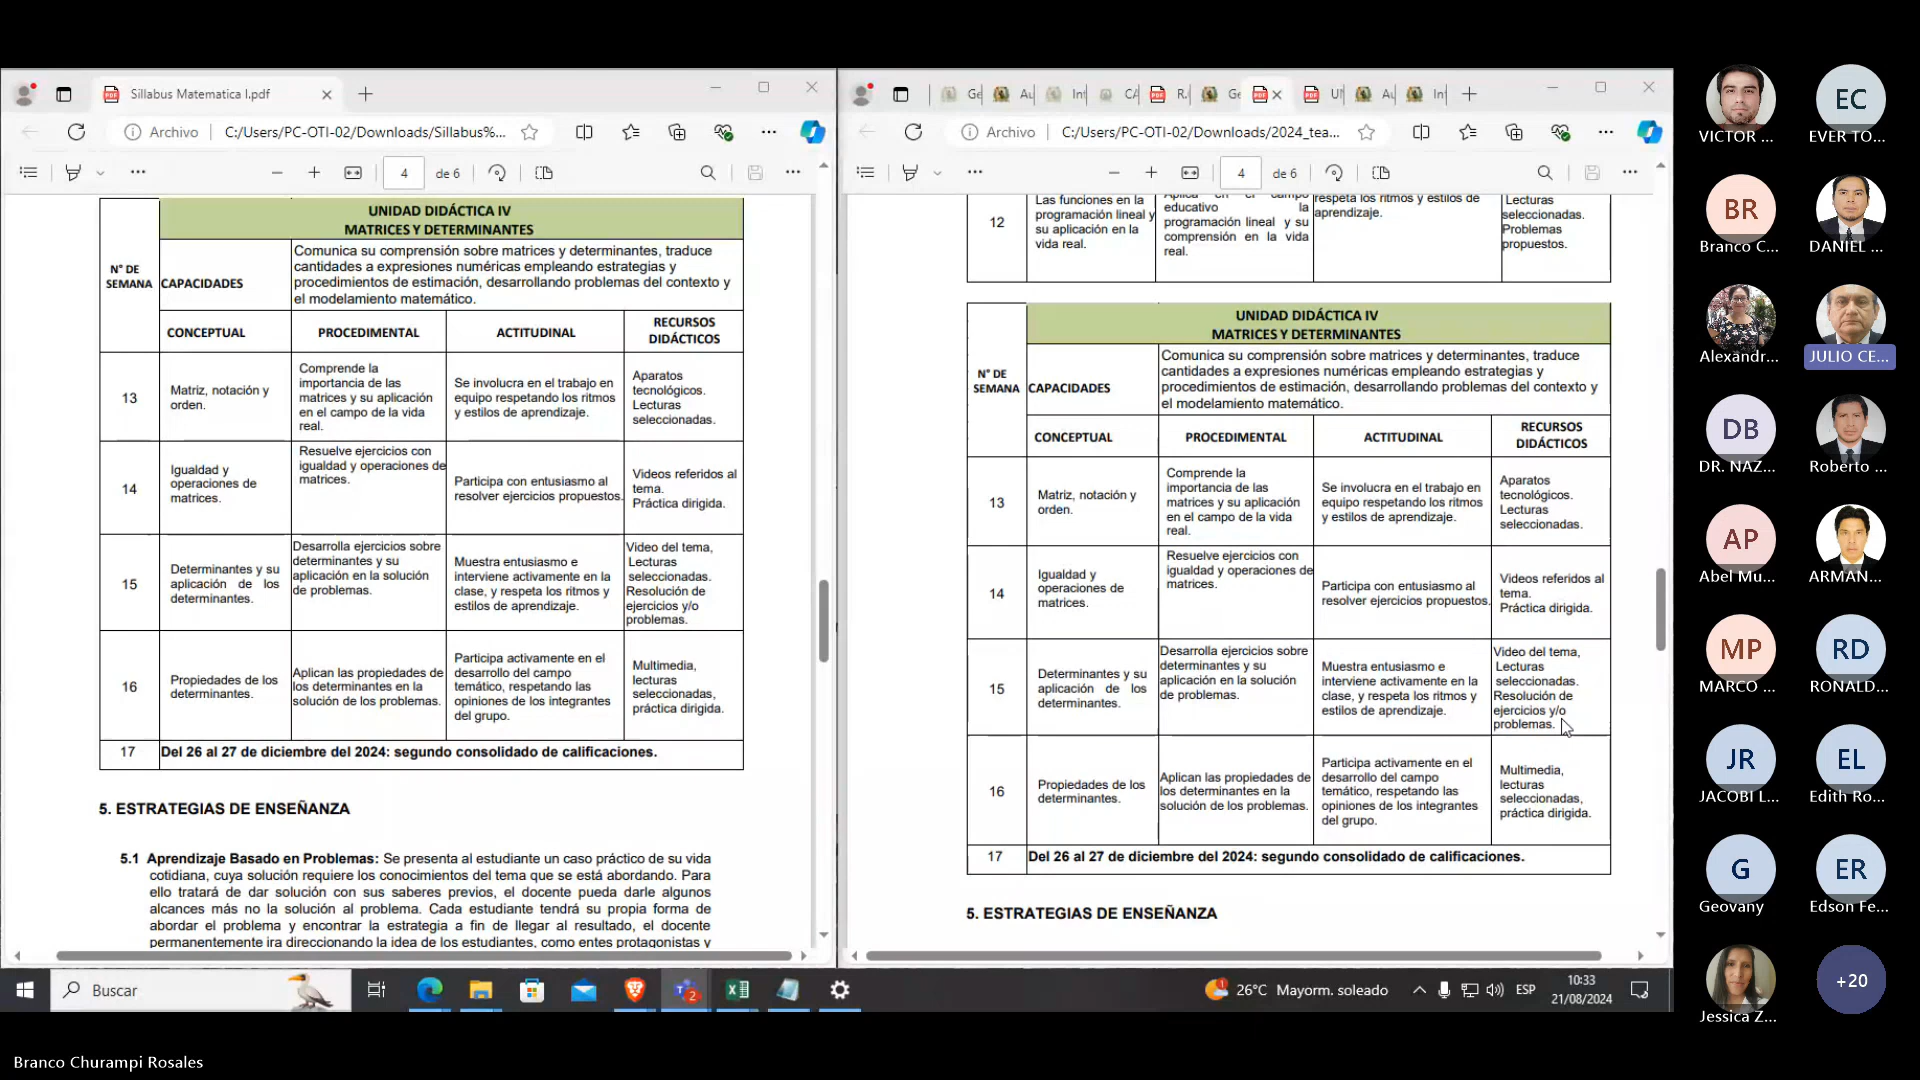 Sillabus Matematica I.pdf
Archivo
C:/Users/PC-OTI-02/Downloads/Sillabus%...
4
de 6
UNIDAD DIDÁCTICA IV
MATRICES Y DETERMINANTES
N° DE
SEMANA
CAPACIDADES
Comunica su comprensión sobre matrices y determinantes, traduce
cantidades a expresiones numéricas empleando estrategias y
procedimientos de estimación, desarrollando problemas del contexto y
el modelamiento matemático.
CONCEPTUAL
PROCEDIMENTAL
ACTITUDINAL
RECURSOS
DIDÁCTICOS
13
Matriz, notación y
orden.
Comprende la
importancia de las
matrices y su aplicación
en el campo de la vida
real.
Se involucra en el trabajo en
equipo respetando los ritmos
y estilos de aprendizaje.
Aparatos
tecnológicos.
Lecturas
seleccionadas.
14
Igualdad y
operaciones de
matrices.
Resuelve ejercicios con
igualdad y operaciones de
matrices.
Participa con entusiasmo al
resolver ejercicios propuestos.
Videos referidos al
tema.
Práctica dirigida.
15
Determinantes y su
aplicación de los
determinantes.
Desarrolla ejercicios sobre
determinantes y su
aplicación en la solución
de problemas.
Muestra entusiasmo e
interviene activamente en la
clase, y respeta los ritmos y
estilos de aprendizaje.
Video del tema,
Lecturas
seleccionadas.
Resolución de
ejercicios y/o
problemas.
16
Propiedades de los
determinantes.
Aplican las propiedades de
los determinantes en la
solución de los problemas.
Participa activamente en el
desarrollo del campo
temático, respetando las
opiniones de los integrantes
del grupo.
Multimedia,
lecturas
seleccionadas,
práctica dirigida.
17
Del 26 al 27 de diciembre del 2024: segundo consolidado de calificaciones.
5. ESTRATEGIAS DE ENSEÑANZA
5.1 Aprendizaje Basado en Problemas: Se presenta al estudiante un caso práctico de su vida
cotidiana, cuya solución requiere los conocimientos del tema que se está abordando. Para
ello tratará de dar solución con sus saberes previos, el docente pueda darle algunos
alcances más no la solución al problema. Cada estudiante tendrá su propia forma de
abordar el problema y encontrar la estrategia a fin de llegar al resultado, el docente
permanentemente ira direccionando la idea de los estudiantes, como entes protagonistas y
Ge
Au
Int
CA
R.
Ge
UI
Au
Int
Archivo
C:/Users/PC-OTI-02/Downloads/2024_tea...
4
de 6
12
Las funciones en la
programación lineal y
su aplicación en la
vida real.
Aplica en el campo
educativo la
programación lineal y su
comprensión en la vida
real.
respeta los ritmos y estilos de
aprendizaje.
Lecturas
seleccionadas.
Problemas
propuestos.
UNIDAD DIDÁCTICA IV
MATRICES Y DETERMINANTES
N° DE
SEMANA
CAPACIDADES
Comunica su comprensión sobre matrices y determinantes, traduce
cantidades a expresiones numéricas empleando estrategias y
procedimientos de estimación, desarrollando problemas del contexto y
el modelamiento matemático.
CONCEPTUAL
PROCEDIMENTAL
ACTITUDINAL
RECURSOS
DIDÁCTICOS
13
Matriz, notación y
orden.
Comprende la
importancia de las
matrices y su aplicación
en el campo de la vida
real.
Se involucra en el trabajo en
equipo respetando los ritmos
y estilos de aprendizaje.
Aparatos
tecnológicos.
Lecturas
seleccionadas.
14
Igualdad y
operaciones de
matrices.
Resuelve ejercicios con
igualdad y operaciones de
matrices.
Participa con entusiasmo al
resolver ejercicios propuestos.
Videos referidos al
tema.
Práctica dirigida.
15
Determinantes y su
aplicación de los
determinantes.
Desarrolla ejercicios sobre
determinantes y su
aplicación en la solución
de problemas.
Muestra entusiasmo e
interviene activamente en la
clase, y respeta los ritmos y
estilos de aprendizaje.
Video del tema,
Lecturas
seleccionadas.
Resolución de
ejercicios y/o
problemas.
16
Propiedades de los
determinantes.
Aplican las propiedades de
los determinantes en la
solución de los problemas.
Participa activamente en el
desarrollo del campo
temático, respetando las
opiniones de los integrantes
del grupo.
Multimedia,
lecturas
seleccionadas,
práctica dirigida.
17
Del 26 al 27 de diciembre del 2024: segundo consolidado de calificaciones.
5. ESTRATEGIAS DE ENSEÑANZA
Buscar
2
26°C Mayorm. soleado
ESP
10:33
21/08/2024
VICTOR ...
EC
EVER TO...
BR
Branco C...
DANIEL ...
Alexandr...
JULIO CE...
DB
DR. NAZ...
Roberto ...
AP
Abel Mu...
ARMAN...
MP
MARCO ...
RD
RONALD...
JR
JACOBI L...
EL
Edith Ro...
G
Geovany
ER
Edson Fe...
Jessica Z...
+20
Branco Churampi Rosales